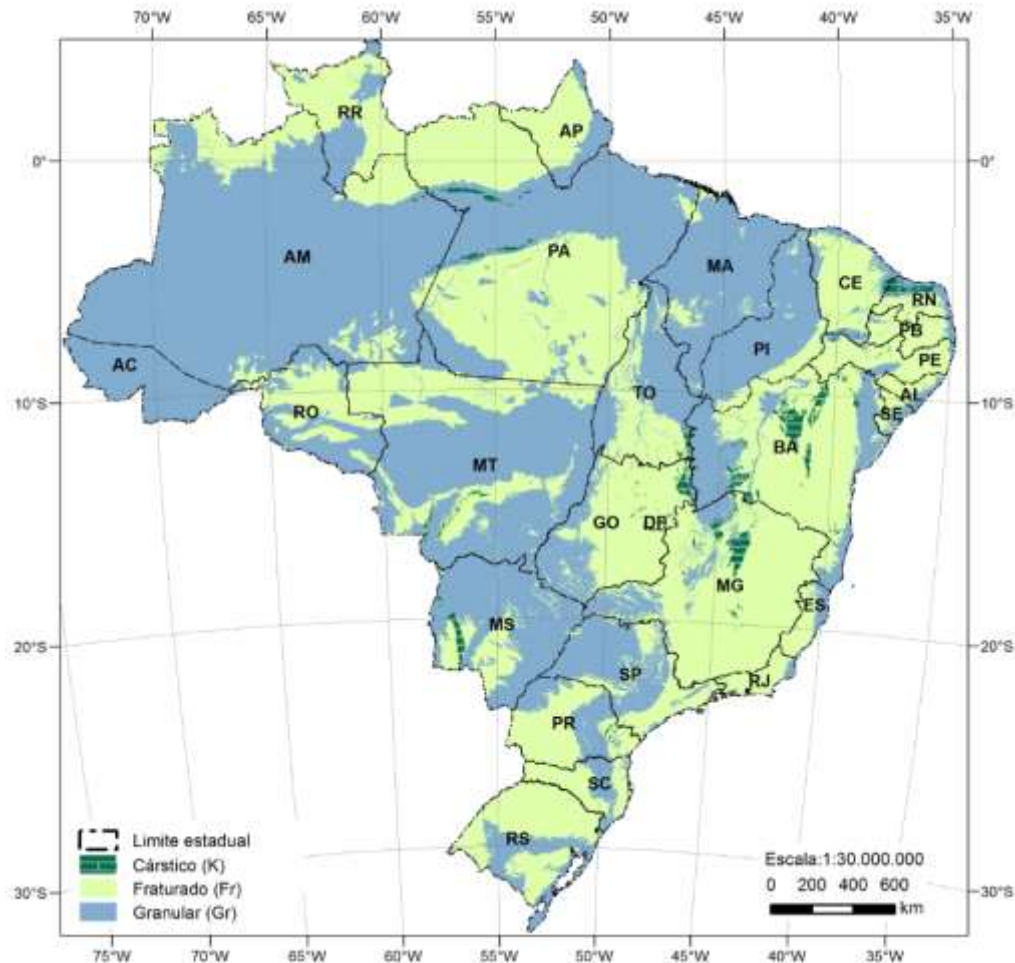 70°W 65°W 60°W 55°W 50°W 45°W 40°W 35°W
RR
AP
0° 0°
AM
PA
MA
CE
RN
PB
PI
PE
AC
TO
AL
10°S 10°S
RO
SE
BA
MT
GO
DF
MG
ES
MS
20°S 20°S
SP
RJ
PR
SC
RS
Limite estadual
Cárstico (K)
Fraturado (Fr)
Granular (Gr)
Escala:1:30.000.000
0 200 400 600
km
30°S 30°S
75°W 70°W 65°W 60°W 55°W 50°W 45°W 40°W 35°W